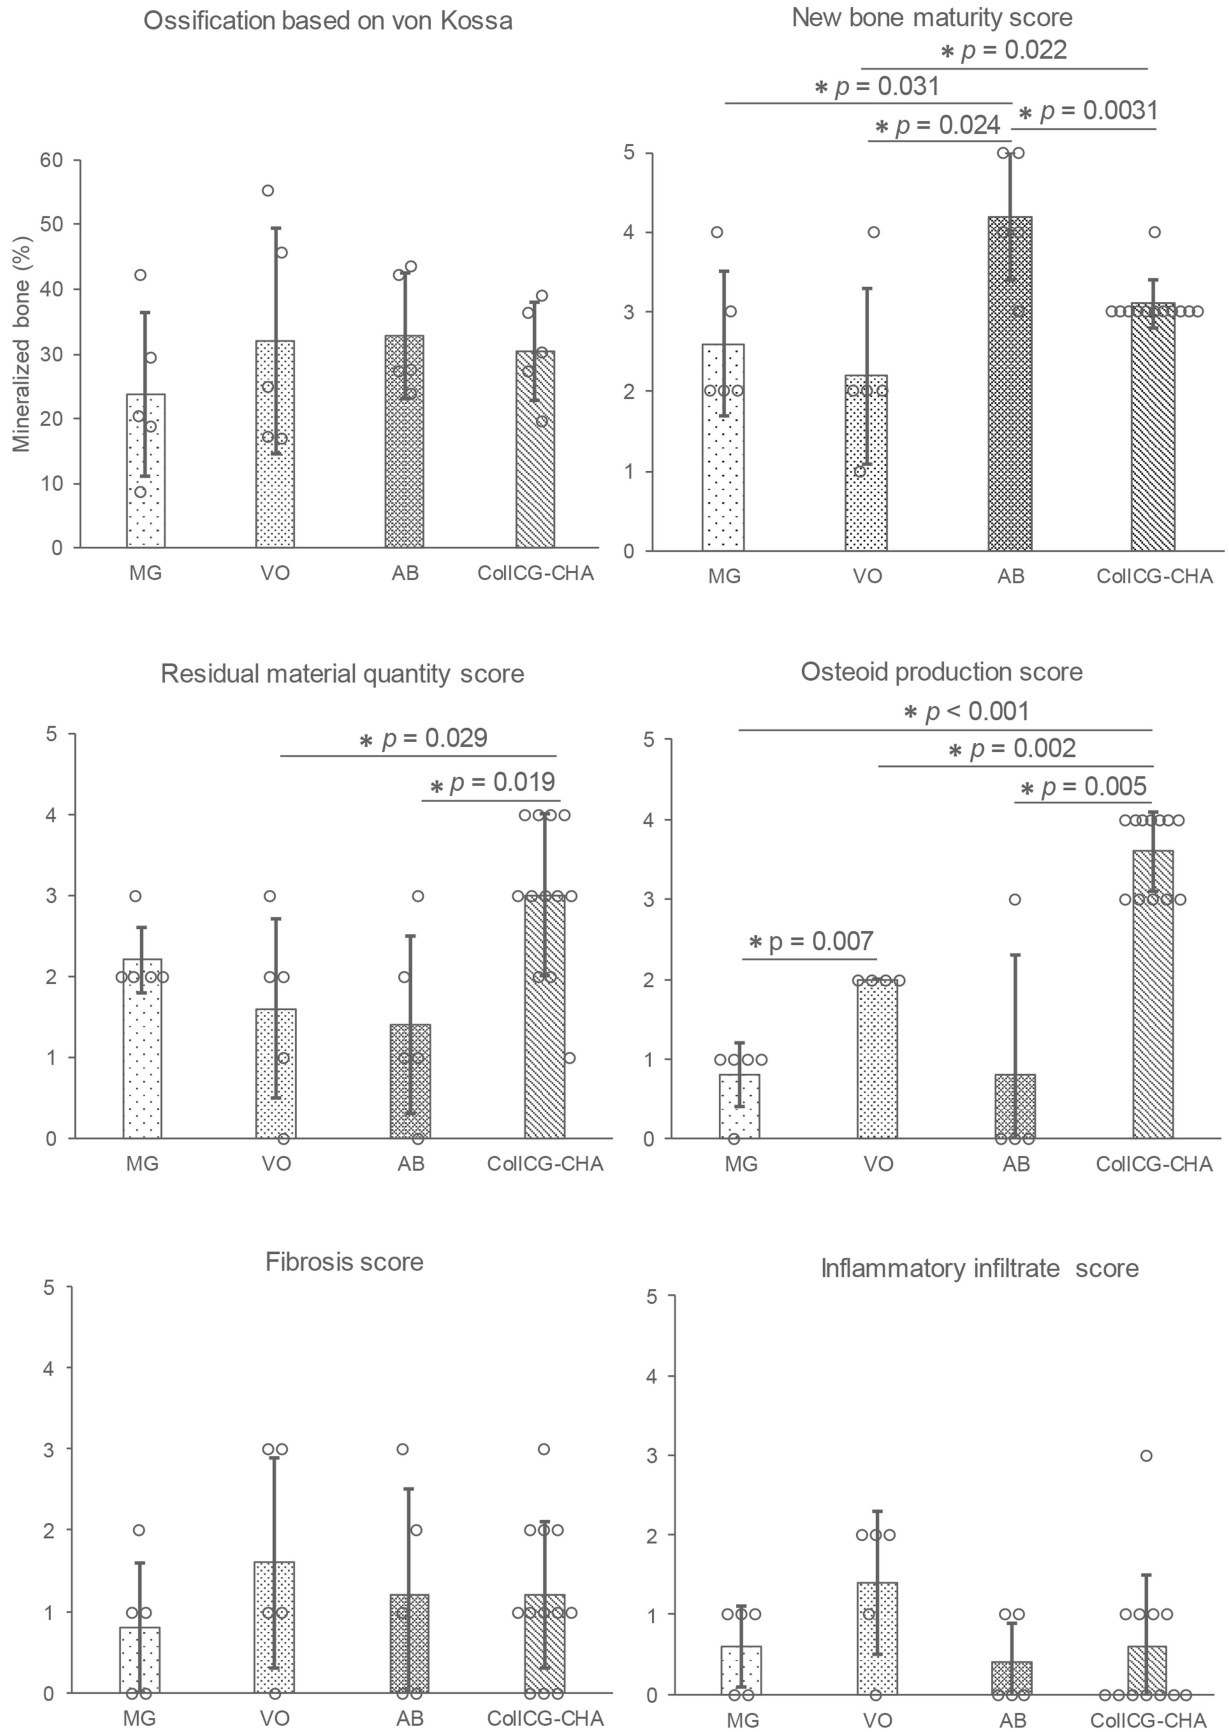 Ossification based on von Kossa
Mineralized bone (%)
60
50
40
30
20
10
0
MG VO AB CollCG-CHA
New bone maturity score
* p = 0.022
* p = 0.031
* p = 0.0031
* p = 0.024
5
4
3
2
1
0
MG VO AB CollCG-CHA
Residual material quantity score
* p = 0.029
* p = 0.019
5
4
3
2
1
0
MG VO AB CollCG-CHA
Osteoid production score
* p < 0.001
* p = 0.002
* p = 0.005
* p = 0.007
5
4
3
2
1
0
MG VO AB CollCG-CHA
Fibrosis score
5
4
3
2
1
0
MG VO AB CollCG-CHA
Inflammatory infiltrate score
5
4
3
2
1
0
MG VO AB CollCG-CHA